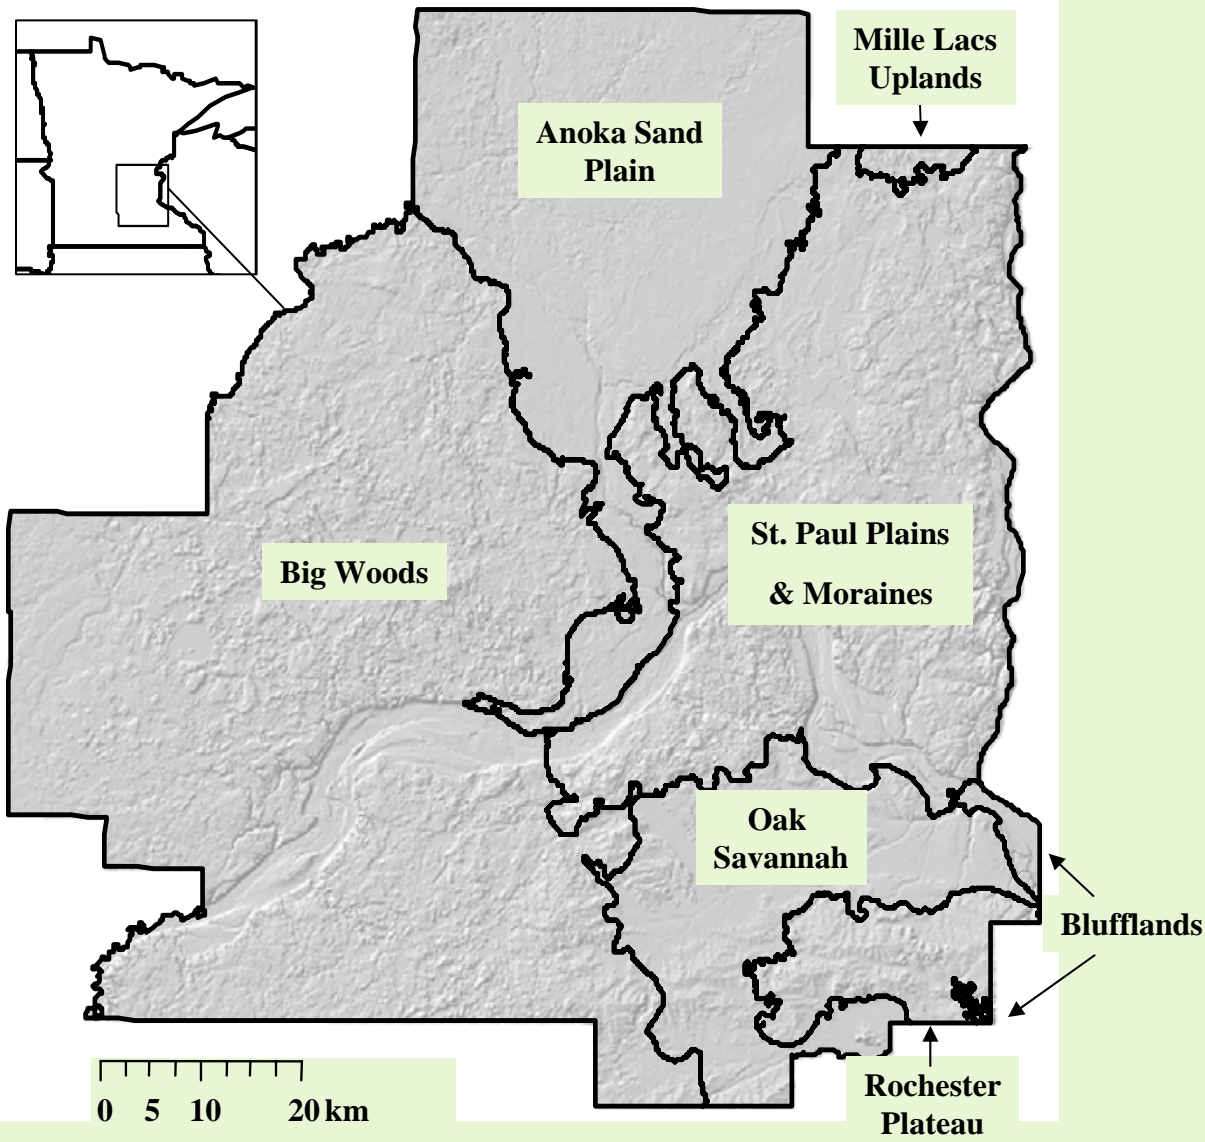 Mille Lacs
Uplands
Anoka Sand
Plain
St. Paul Plains
& Moraines
Big Woods
Oak
Savannah
Blufflands
Rochester
Plateau
0 5 10 20 km